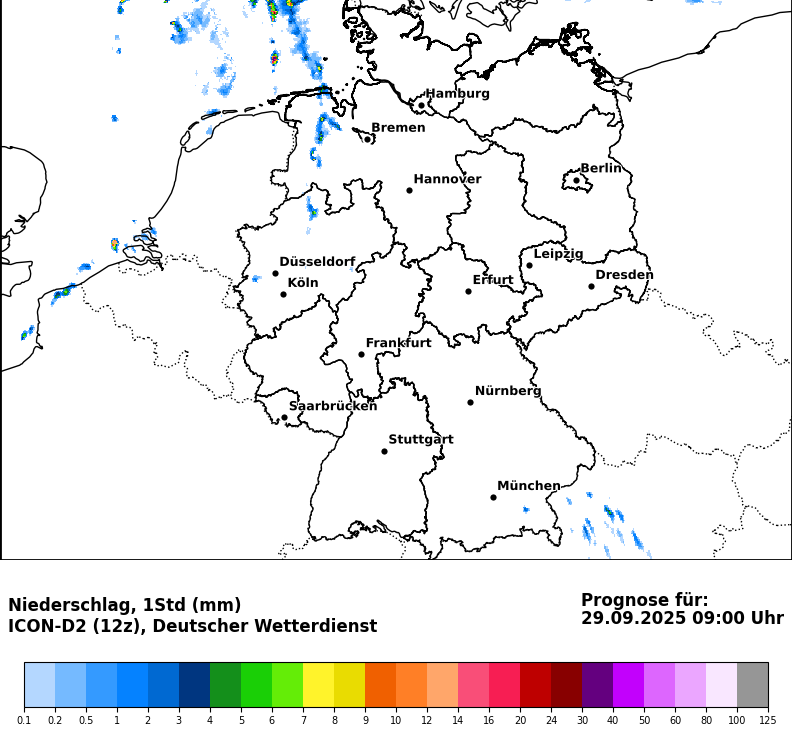 Hamburg
Bremen
Berlin
Hannover
Leipzig
Düsseldorf
Dresden
Köln
Erfurt
Frankfurt
Nürnberg
Saarbrücken
Stuttgart
München
Niederschlag, 1Std (mm)
ICON-D2 (12z), Deutscher Wetterdienst
Prognose für:
29.09.2025 09:00 Uhr
0.1 0.2 0.5 1 2 3 4 5 6 7 8 9 10 12 14 16 20 24 30 40 50 60 80 100 125